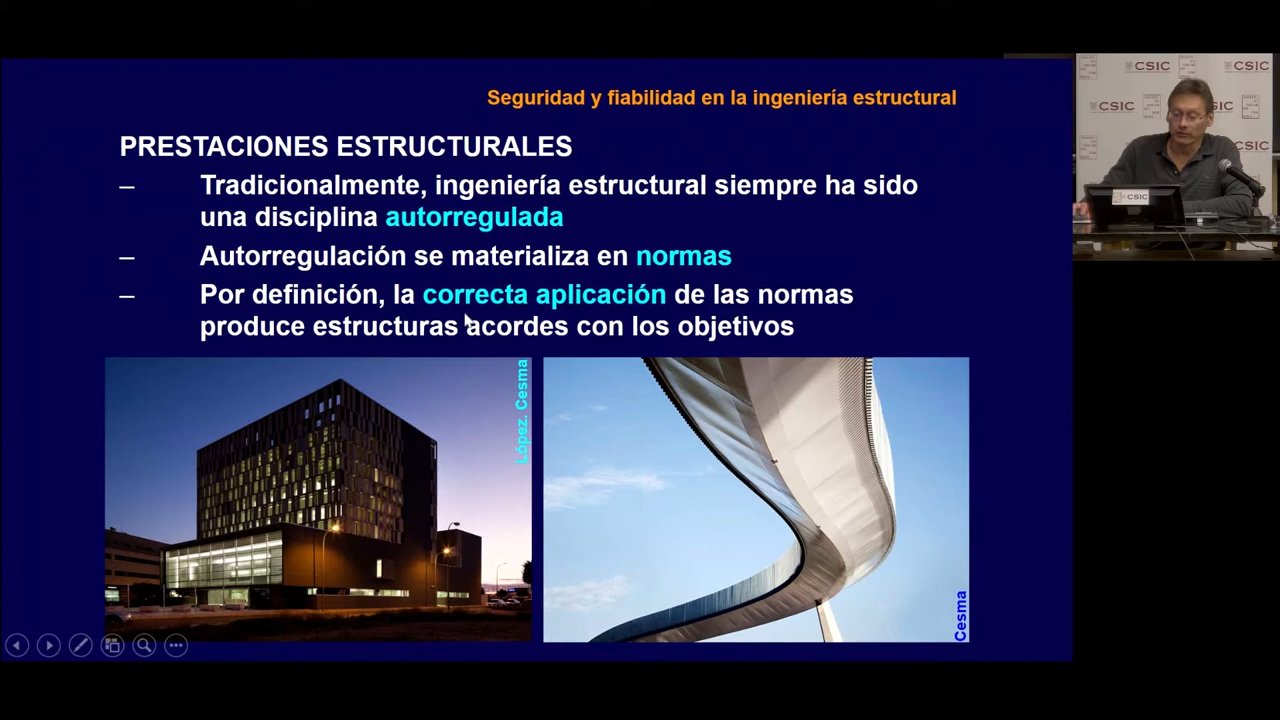 Seguridad y fiabilidad en la ingeniería estructural
PRESTACIONES ESTRUCTURALES
– Tradicionalmente, ingeniería estructural siempre ha sido
una disciplina autorregulada
– Autorregulación se materializa en normas
– Por definición, la correcta aplicación de las normas
produce estructuras acordes con los objetivos
López. Cesma
Cesma
CSIC
CSIC
CSIC
CSIC
CSIC